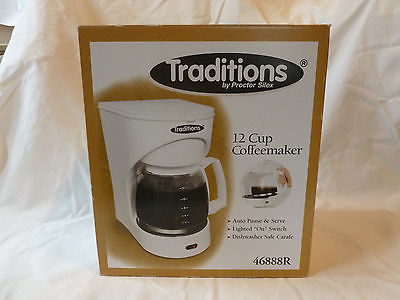 Traditions®
by Proctor Silex
Traditions
12 Cup
Coffeemaker
Auto Pause & Serve
Lighted "On" Switch
Dishwasher Safe Carafe
46888R